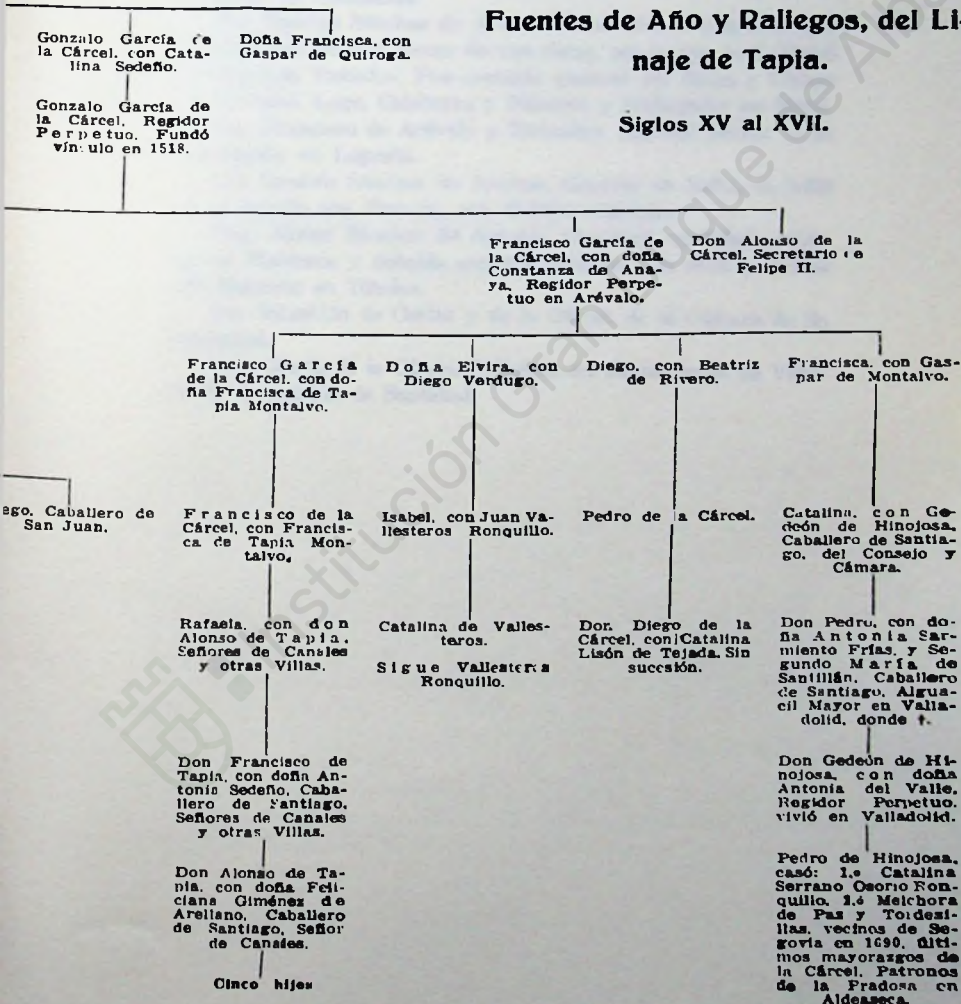 Fuentes de Año y Raliegos, del Li-
naje de Tapia.
Siglos XV al XVII.
Gonzalo García de
la Cárcel, con Cata-
lina Sedeño.
Doña Francisca, con
Gaspar de Quiroga.
Gonzalo García de
la Cárcel, Regidor
Perpetuo. Fundó
vínculo en 1518.
Francisco García de
la Cárcel, con doña
Constanza de Ana-
ya, Regidor Perpe-
tuo en Arévalo.
Don Alonso de la
Cárcel, Secretario de
Felipe II.
Francisco García
de la Cárcel, con do-
ña Francisca de Ta-
pia Montalvo.
Doña Elvira, con
Diego Verdugo.
Diego, con Beatriz
de Rivero.
Francisca, con Gas-
par de Montalvo.
ego, Caballero de
San Juan.
Francisco de la
Cárcel, con Francis-
ca de Tapia Mon-
talvo.
Isabel, con Juan Va-
llesteros Ronquillo.
Pedro de la Cárcel.
Catalina, con Ge-
deón de Hinojosa,
Caballero de Santia-
go, del Consejo y
Cámara.
Rafaela, con don
Alonso de Tapia,
Señores de Canales
y otras Villas.
Catalina de Valles-
teros.
Sigue Vallesteros
Ronquillo.
Don Diego de la
Cárcel, con Catalina
Lisón de Tejada. Sin
sucesión.
Don Pedro, con do-
ña Antonia Sar-
miento Frías, y Se-
gundo María de
Santillán, Caballero
de Santiago, Algua-
cil Mayor en Valla-
dolid, donde †.
Don Francisco de
Tapia, con doña An-
tonia Sedeño, Caba-
llero de Santiago,
Señores de Canales
y otras Villas.
Don Gedeón de Hi-
nojosa, con doña
Antonia del Valle,
Regidor Perpetuo,
vivió en Valladolid.
Don Alonso de Ta-
pia, con doña Feli-
ciana Giménez de
Arellano, Caballero
de Santiago, Señor
de Canales.
Cinco hijos
Pedro de Hinojosa,
casó: 1.º Catalina
Serrano Osorio Ron-
quillo, 1.º Melchora
de Paz y Tordesi-
llas, vecinos de Se-
govia en 1690, últi-
mos mayorazgos de
la Cárcel, Patronos
de la Pradosa en
Aldeaseca.
Institución Gran Duque de Alba